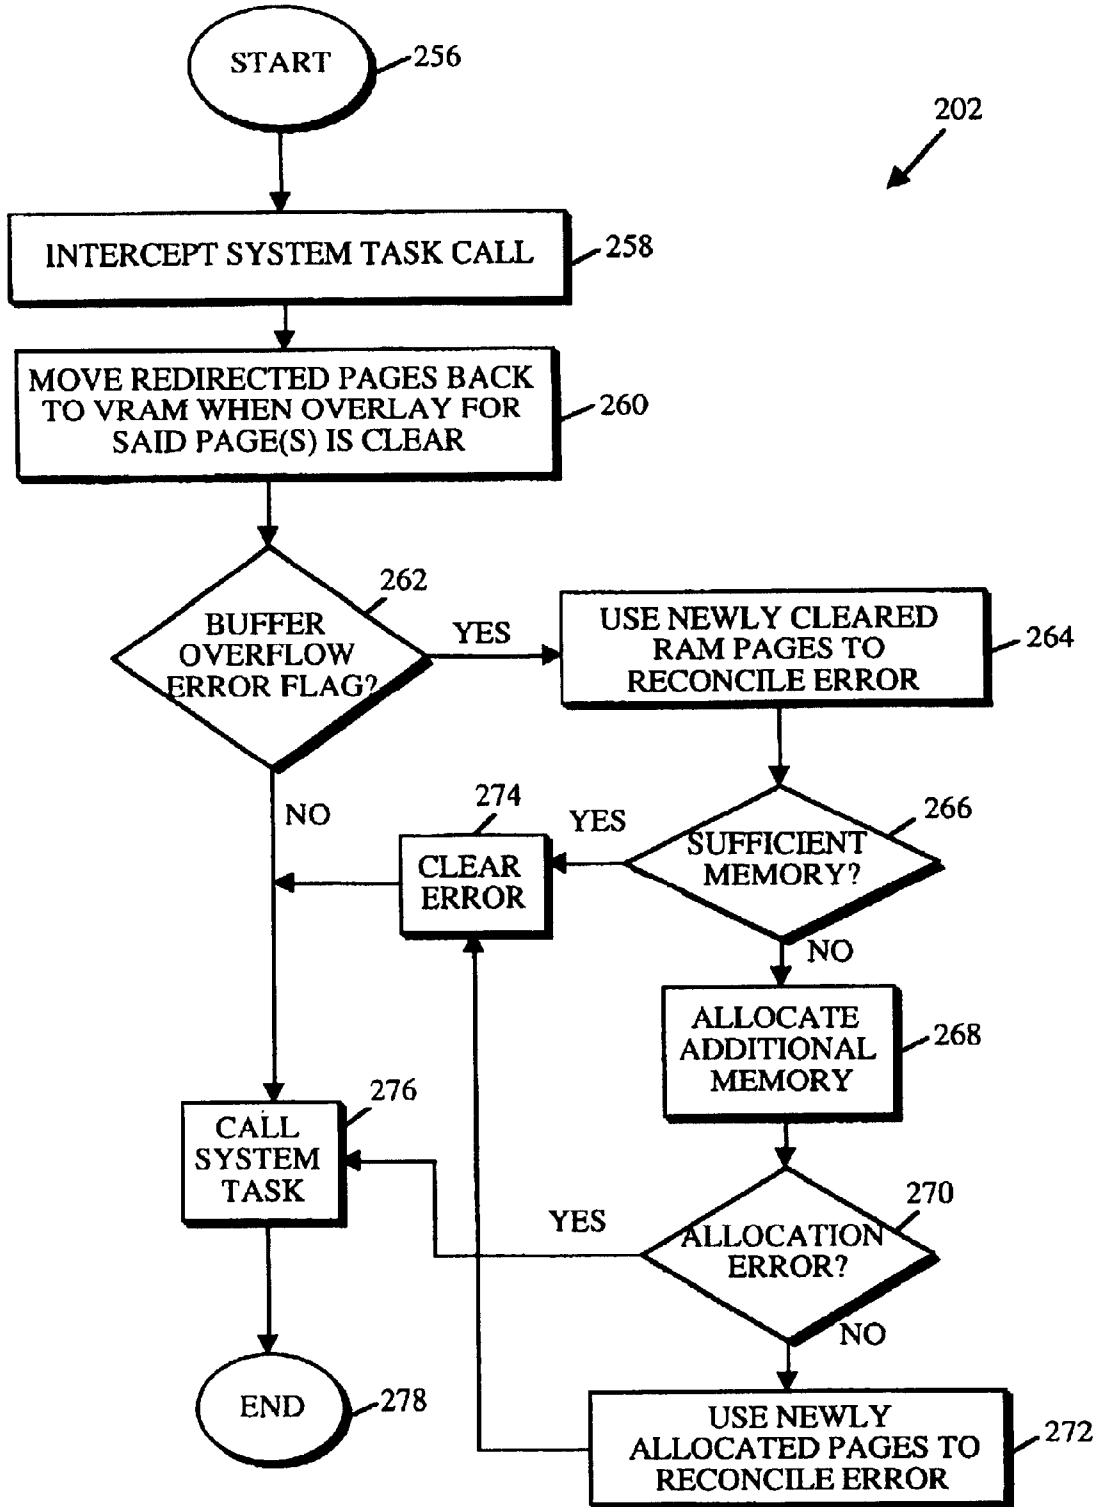 START
256
202
INTERCEPT SYSTEM TASK CALL
258
MOVE REDIRECTED PAGES BACK
TO VRAM WHEN OVERLAY FOR
SAID PAGE(S) IS CLEAR
260
262
BUFFER
OVERFLOW
ERROR FLAG?
YES
USE NEWLY CLEARED
RAM PAGES TO
RECONCILE ERROR
264
NO
274
YES
266
CLEAR
ERROR
SUFFICIENT
MEMORY?
NO
ALLOCATE
ADDITIONAL
MEMORY
268
276
CALL
SYSTEM
TASK
YES
270
ALLOCATION
ERROR?
NO
END
278
USE NEWLY
ALLOCATED PAGES TO
RECONCILE ERROR
272